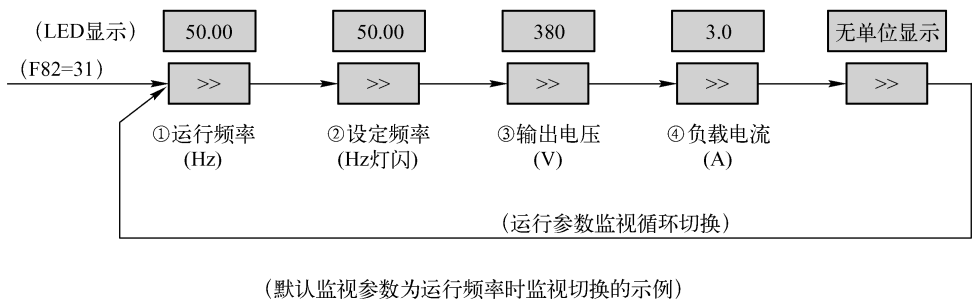 (LED显示) 50.00 50.00 380 3.0 无单位显示
(F82=31) >> >> >> >> >>
①运行频率 ②设定频率 ③输出电压 ④负载电流
(Hz) (Hz灯闪) (V) (A)
(运行参数监视循环切换)
(默认监视参数为运行频率时监视切换的示例)